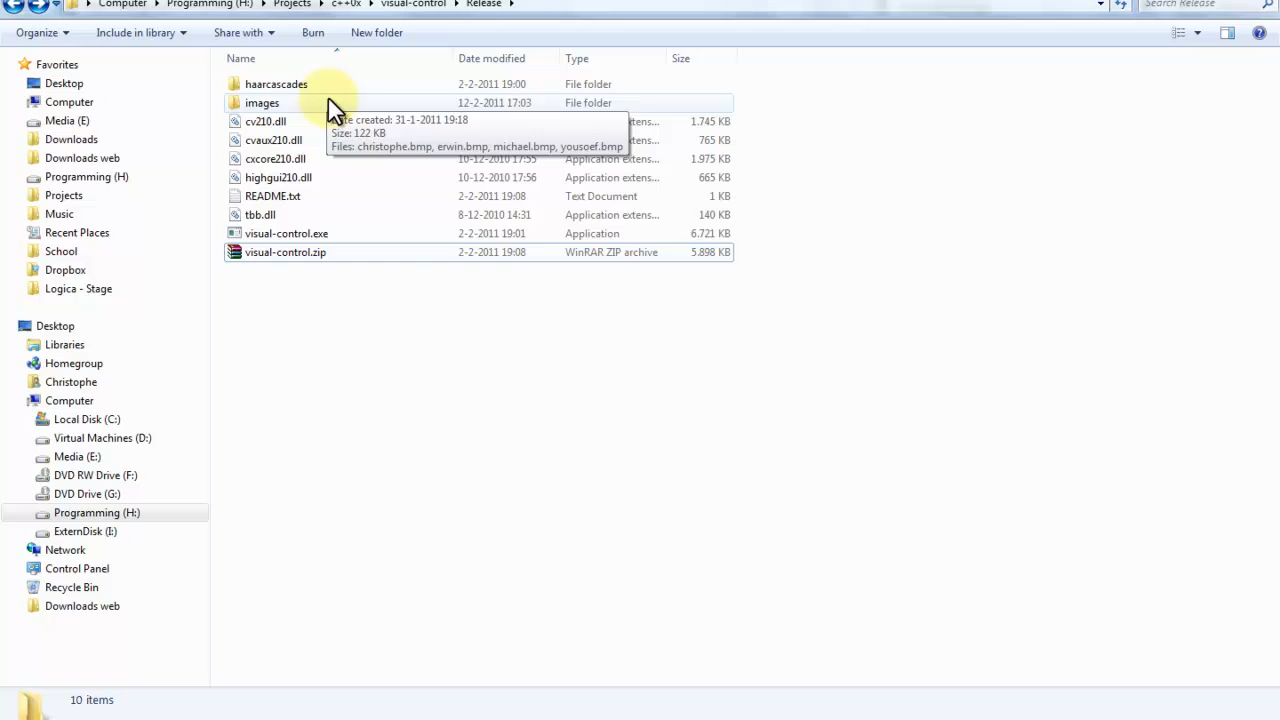 Computer Programming (H:) Projects c++0x visual-control Release Search Release
Organize Include in library Share with Burn New folder
Favorites
Desktop
Computer
Media (E)
Downloads
Downloads web
Programming (H)
Projects
Music
Recent Places
School
Dropbox
Logica - Stage
Desktop
Libraries
Homegroup
Christophe
Computer
Local Disk (C:)
Virtual Machines (D:)
Media (E:)
DVD RW Drive (F:)
DVD Drive (G:)
Programming (H:)
ExternDisk (I:)
Network
Control Panel
Recycle Bin
Downloads web
Name Date modified Type Size
haarcascades 2-2-2011 19:00 File folder
images 12-2-2011 17:03 File folder
cv210.dll xtens... 1.745 KB
cvaux210.dll xtens... 765 KB
cxcore210.dll 10-12-2010 17:55 Application extens... 1.975 KB
highgui210.dll 10-12-2010 17:56 Application extens... 665 KB
README.txt 2-2-2011 19:08 Text Document 1 KB
tbb.dll 8-12-2010 14:31 Application extens... 140 KB
visual-control.exe 2-2-2011 19:01 Application 6.721 KB
visual-control.zip 2-2-2011 19:08 WinRAR ZIP archive 5.898 KB
created: 31-1-2011 19:18
Size: 122 KB
Files: christophe.bmp, erwin.bmp, michael.bmp, yousoef.bmp
10 items